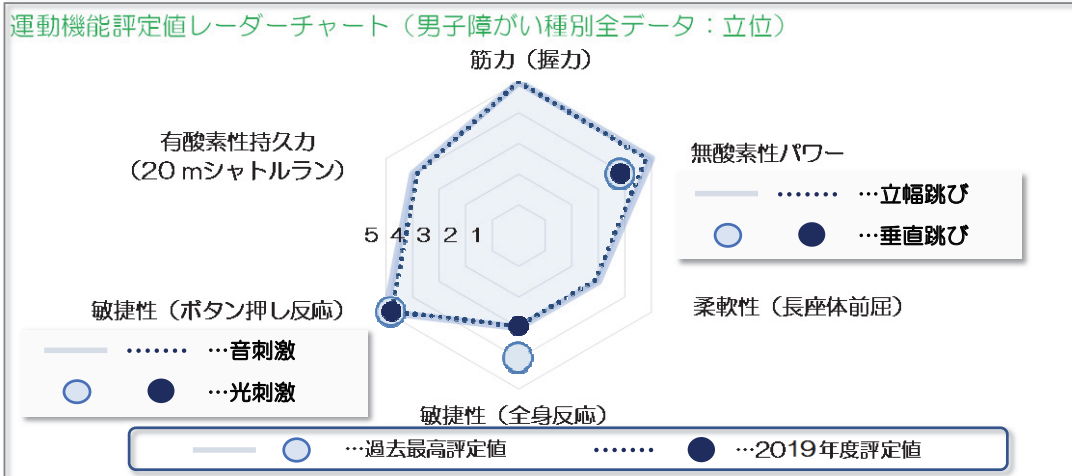 運動機能評定値レーダーチャート（男子障がい種別全データ：立位）
筋力（握力）
有酸素性持久力
（20 mシャトルラン）
無酸素性パワー
…立幅跳び
…垂直跳び
5 4 3 2 1
敏捷性（ボタン押し反応）
…音刺激
…光刺激
柔軟性（長座体前屈）
敏捷性（全身反応）
…過去最高評定値 …2019年度評定値